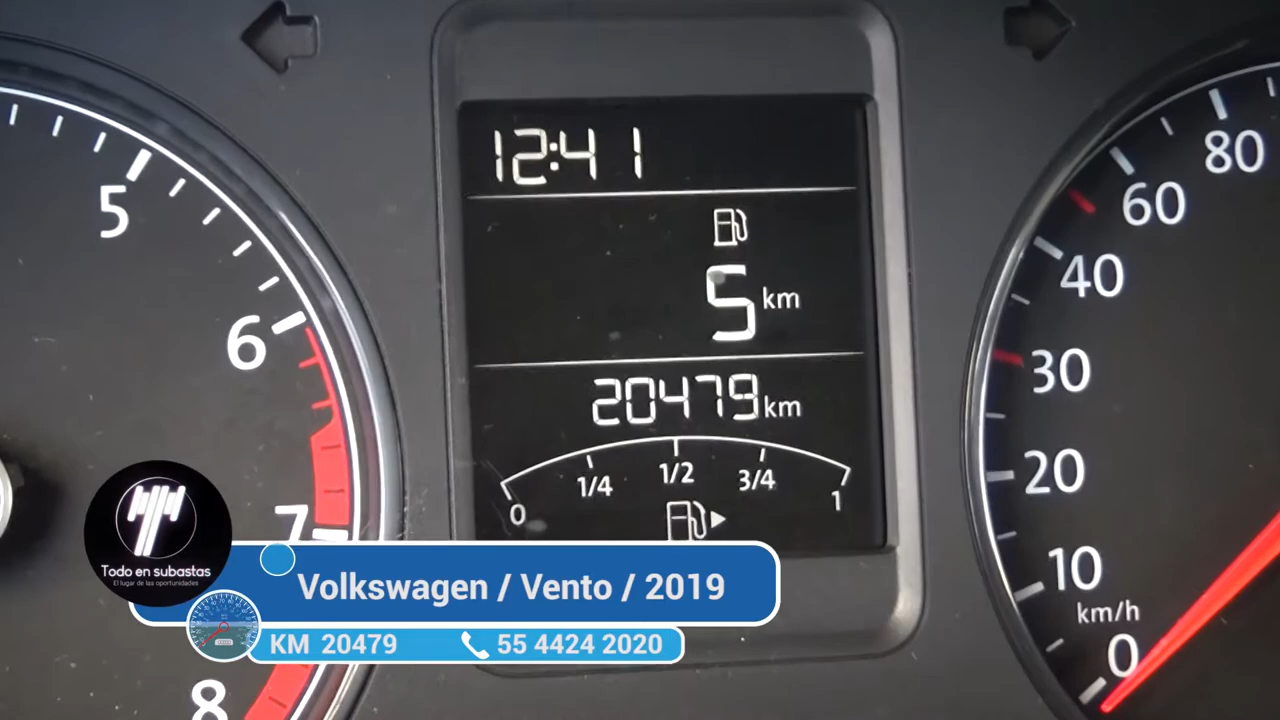 12:41
5 km
20479 km
0 1/4 1/2 3/4 1
5
6
7
8
80
60
40
30
20
10
km/h
0
Todo en subastas
El lugar de las oportunidades
Volkswagen / Vento / 2019
KM 20479 55 4424 2020